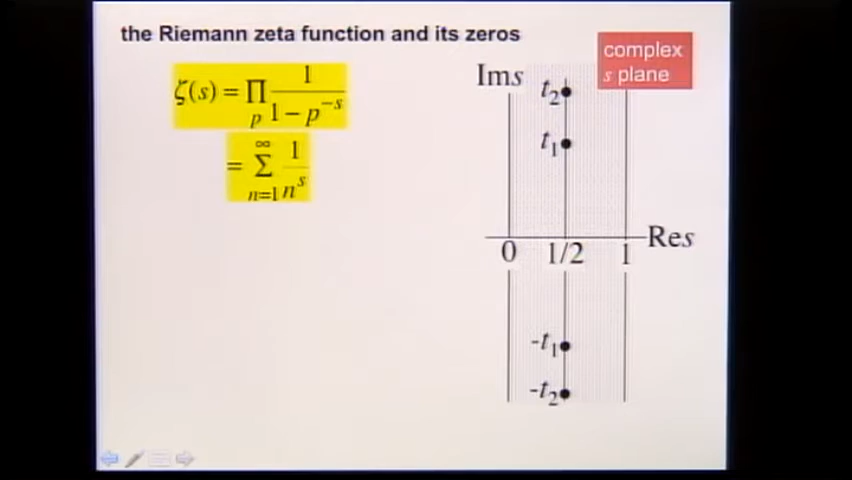 the Riemann zeta function and its zeros
complex
s plane
ζ(s) = ∏ₚ 1/(1 − p⁻ˢ)
= ∑ₙ₌₁^∞ 1/nˢ
Ims
t₂
t₁
Res
0 1/2 1
-t₁
-t₂